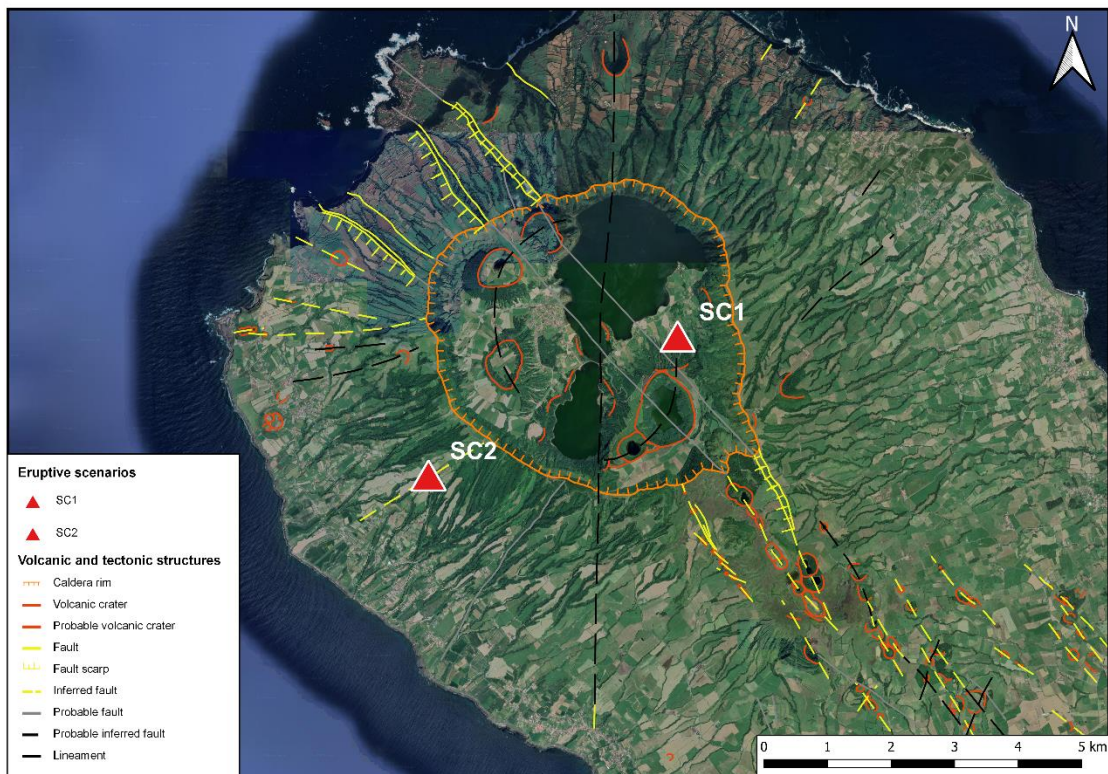 N
SC1
SC2
Eruptive scenarios
SC1
SC2
Volcanic and tectonic structures
Caldera rim
Volcanic crater
Probable volcanic crater
Fault
Fault scarp
Inferred fault
Probable fault
Probable inferred fault
Lineament
0 1 2 3 4 5 km